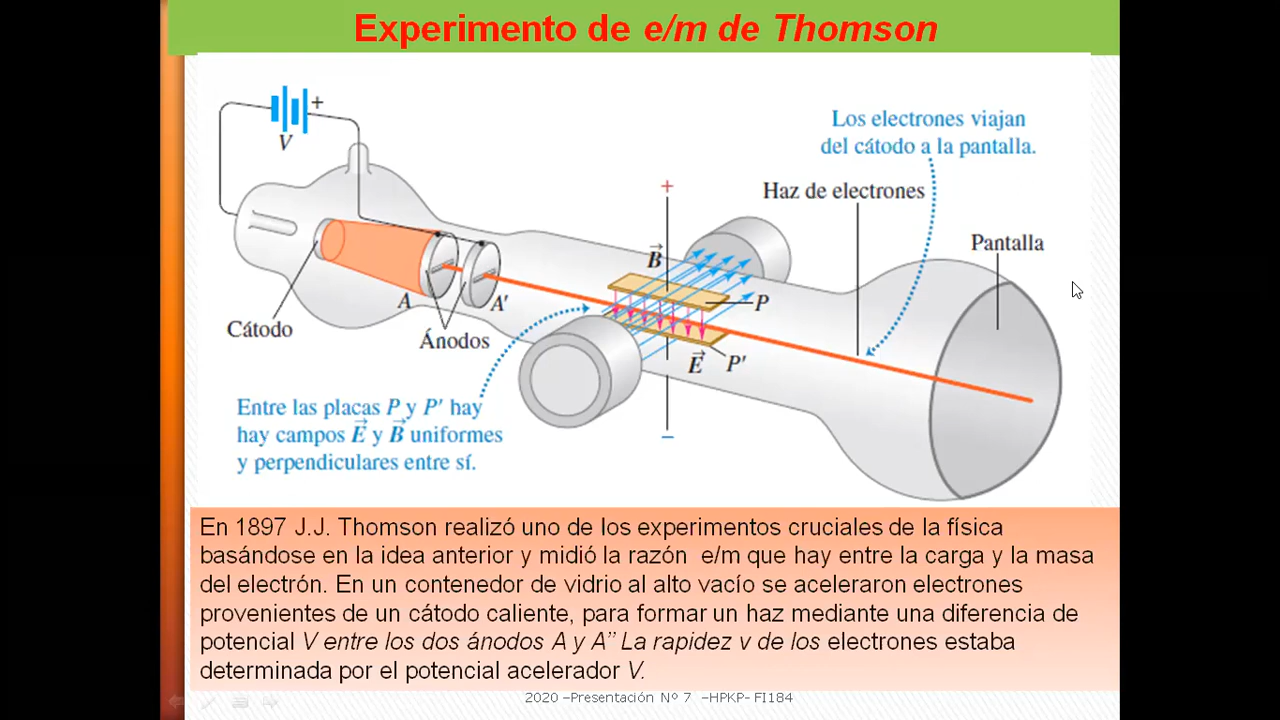 Experimento de e/m de Thomson
+
V
Los electrones viajan
del cátodo a la pantalla.
+
Haz de electrones
Pantalla
B
P
A
A'
Cátodo
Ánodos
E
P'
Entre las placas P y P' hay
hay campos E y B uniformes
y perpendiculares entre sí.
–
En 1897 J.J. Thomson realizó uno de los experimentos cruciales de la física
basándose en la idea anterior y midió la razón e/m que hay entre la carga y la masa
del electrón. En un contenedor de vidrio al alto vacío se aceleraron electrones
provenientes de un cátodo caliente, para formar un haz mediante una diferencia de
potencial V entre los dos ánodos A y A'' La rapidez v de los electrones estaba
determinada por el potencial acelerador V.
2020 –Presentación Nº 7 –HPKP- FI184